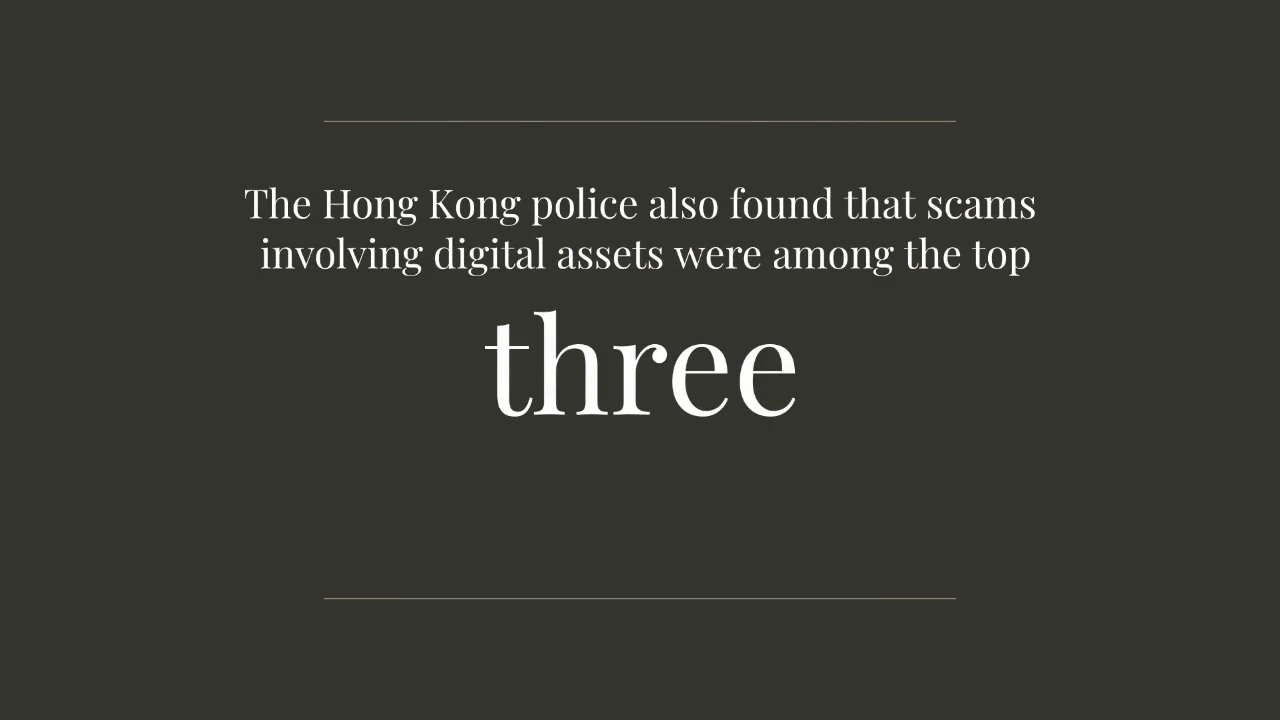 The Hong Kong police also found that scams
involving digital assets were among the top
three